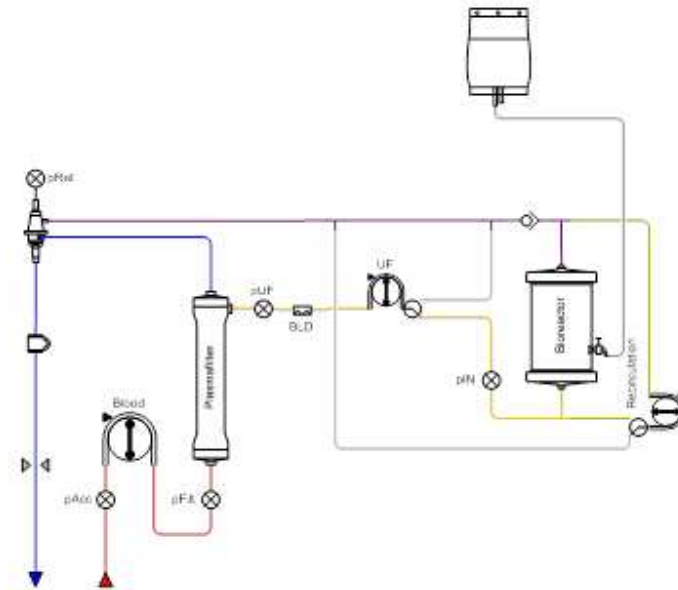 pRet
UF
pUF
BLD
Plasmafilter
Bioreactor
pIN
Recirculation
Blood
pAcc
pFil